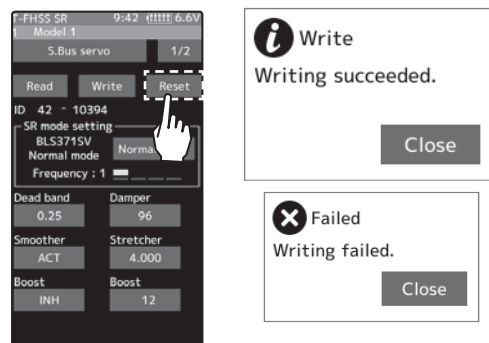 T-FHSS SR 9:42 6.6V
1 Model 1
S.Bus servo 1/2
Read Write Reset
ID 42 - 10394
SR mode setting
BLS371SV
Normal mode
Norma
Frequency : 1
Dead band Damper
0.25 96
Smoother Stretcher
ACT 4.000
Boost Boost
INH 12
Write
Writing succeeded.
Close
Failed
Writing failed.
Close